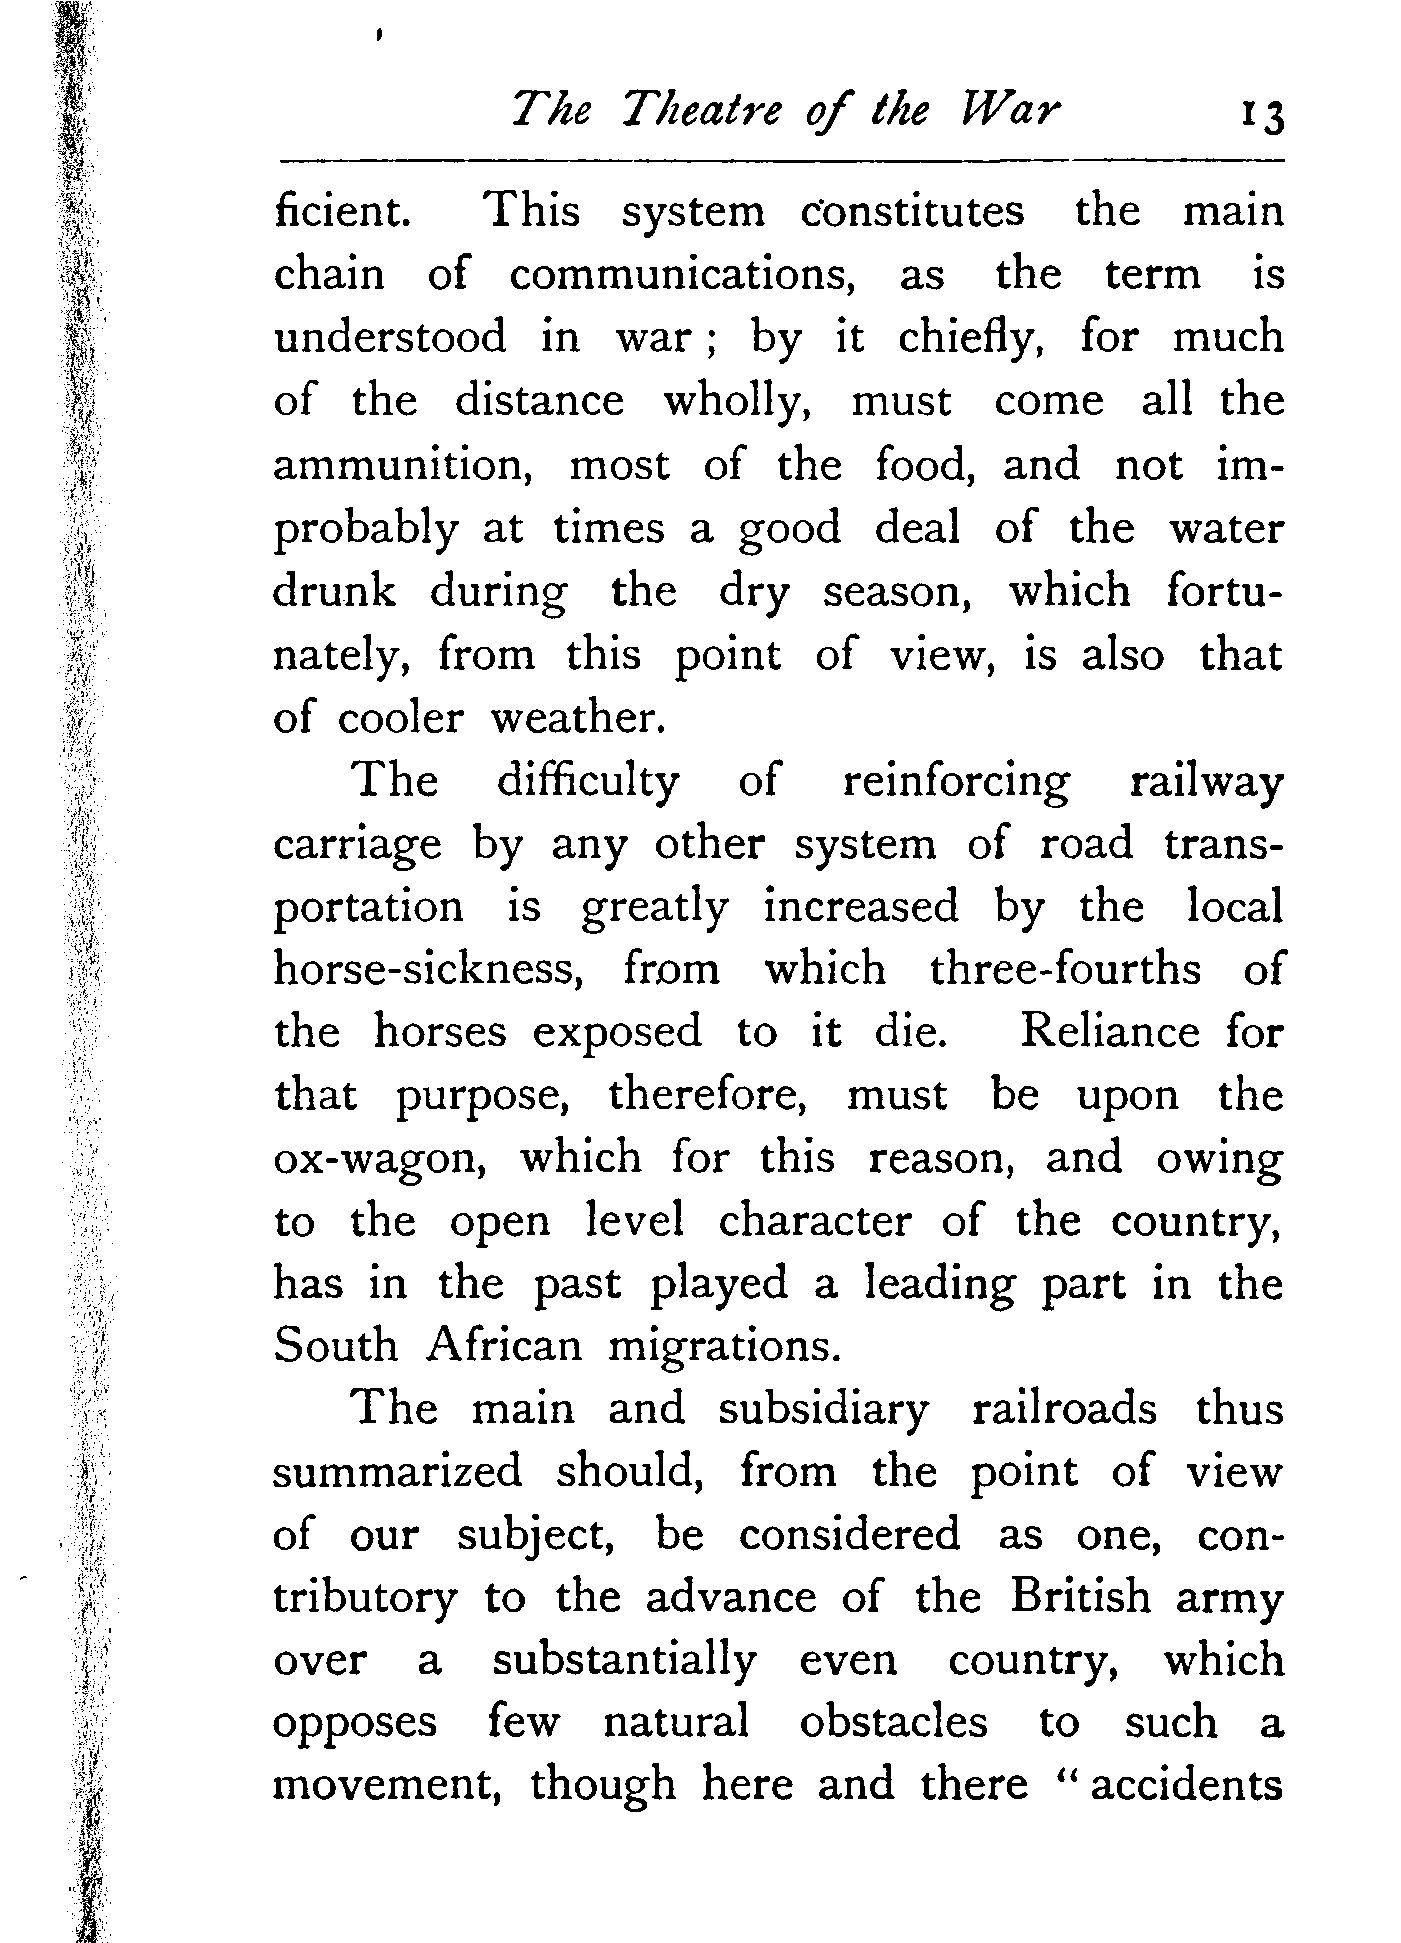 The Theatre of the War 13
ficient. This system constitutes the main
chain of communications, as the term is
understood in war ; by it chiefly, for much
of the distance wholly, must come all the
ammunition, most of the food, and not im-
probably at times a good deal of the water
drunk during the dry season, which fortu-
nately, from this point of view, is also that
of cooler weather.
The difficulty of reinforcing railway
carriage by any other system of road trans-
portation is greatly increased by the local
horse-sickness, from which three-fourths of
the horses exposed to it die. Reliance for
that purpose, therefore, must be upon the
ox-wagon, which for this reason, and owing
to the open level character of the country,
has in the past played a leading part in the
South African migrations.
The main and subsidiary railroads thus
summarized should, from the point of view
of our subject, be considered as one, con-
tributory to the advance of the British army
over a substantially even country, which
opposes few natural obstacles to such a
movement, though here and there “ accidents